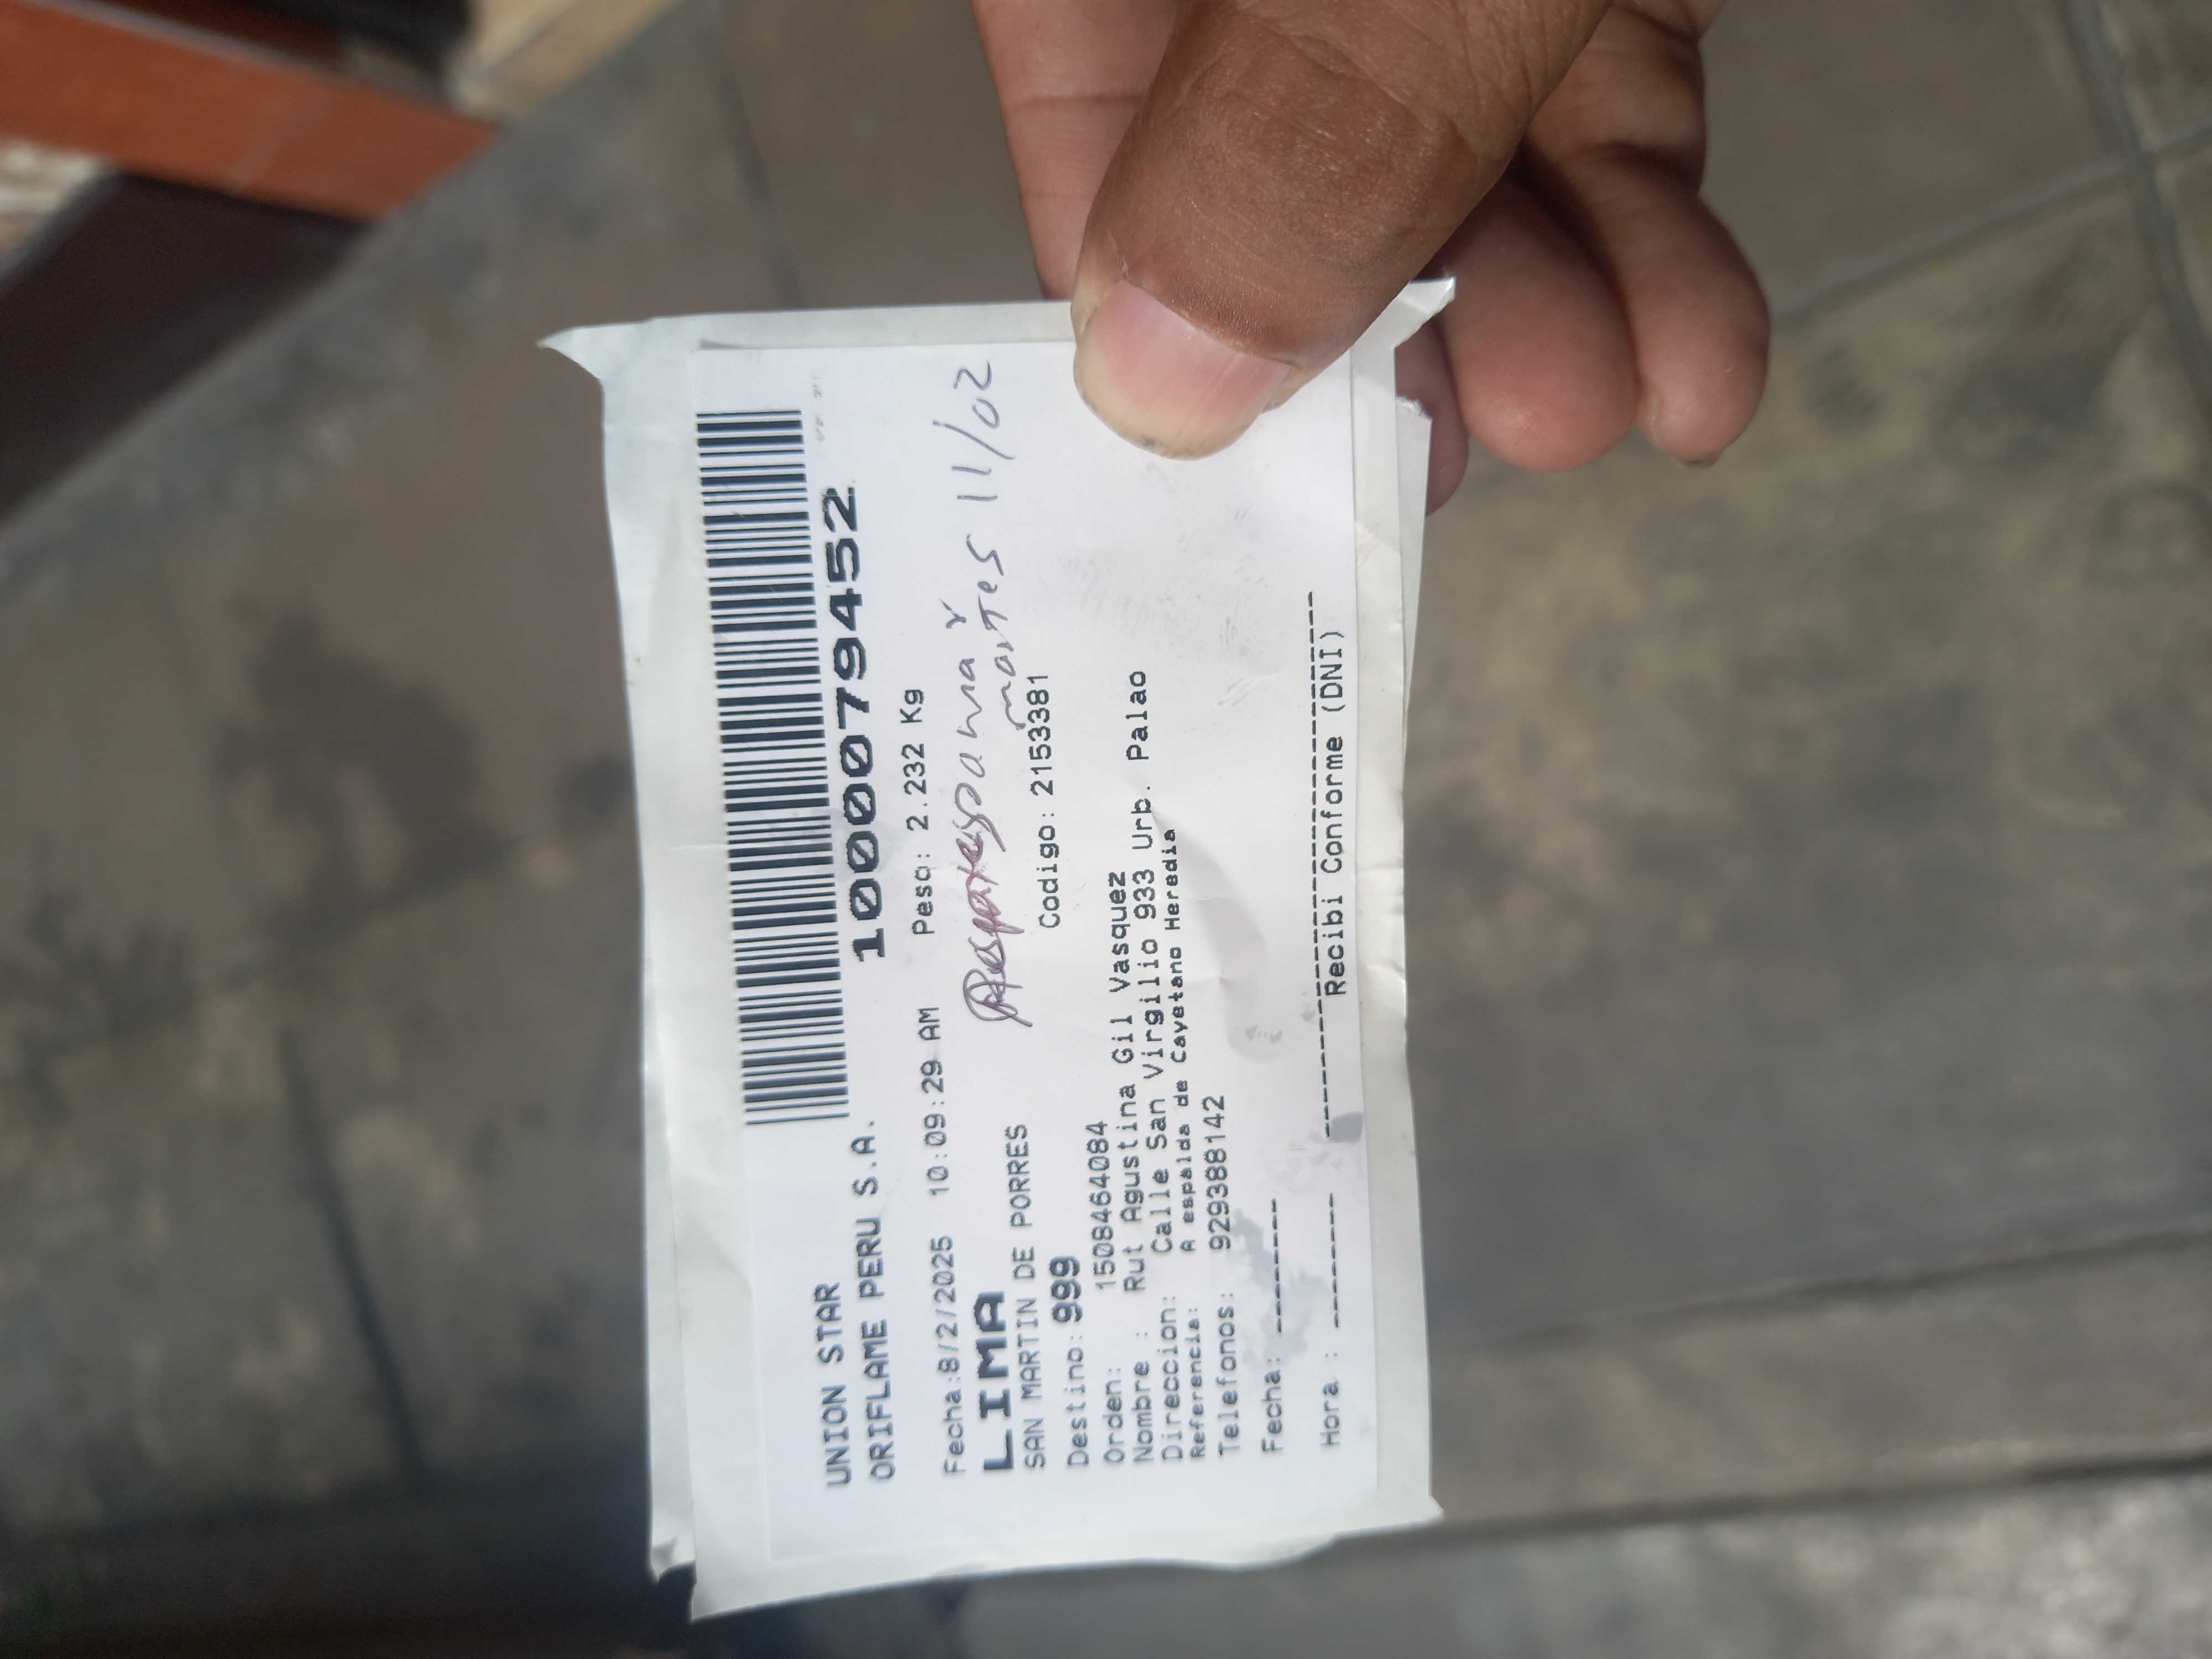 UNION STAR
ORIFLAME PERU S.A.
1000079452
Fecha:8/2/2025 10:09:29 AM Peso: 2.232 Kg
LIMA
SAN MARTIN DE PORRES
martes 11/02
Destino: 999 Codigo: 2153381
Orden: 1508464084
Nombre : Rut Agustina Gil Vasquez
Direccion: Calle San Virgilio 933 Urb. Palao
Referencia: A espalda de Cayetano Heredia
Telefonos: 929388142
Fecha: -------
Hora : -------
Recibi Conforme (DNI)